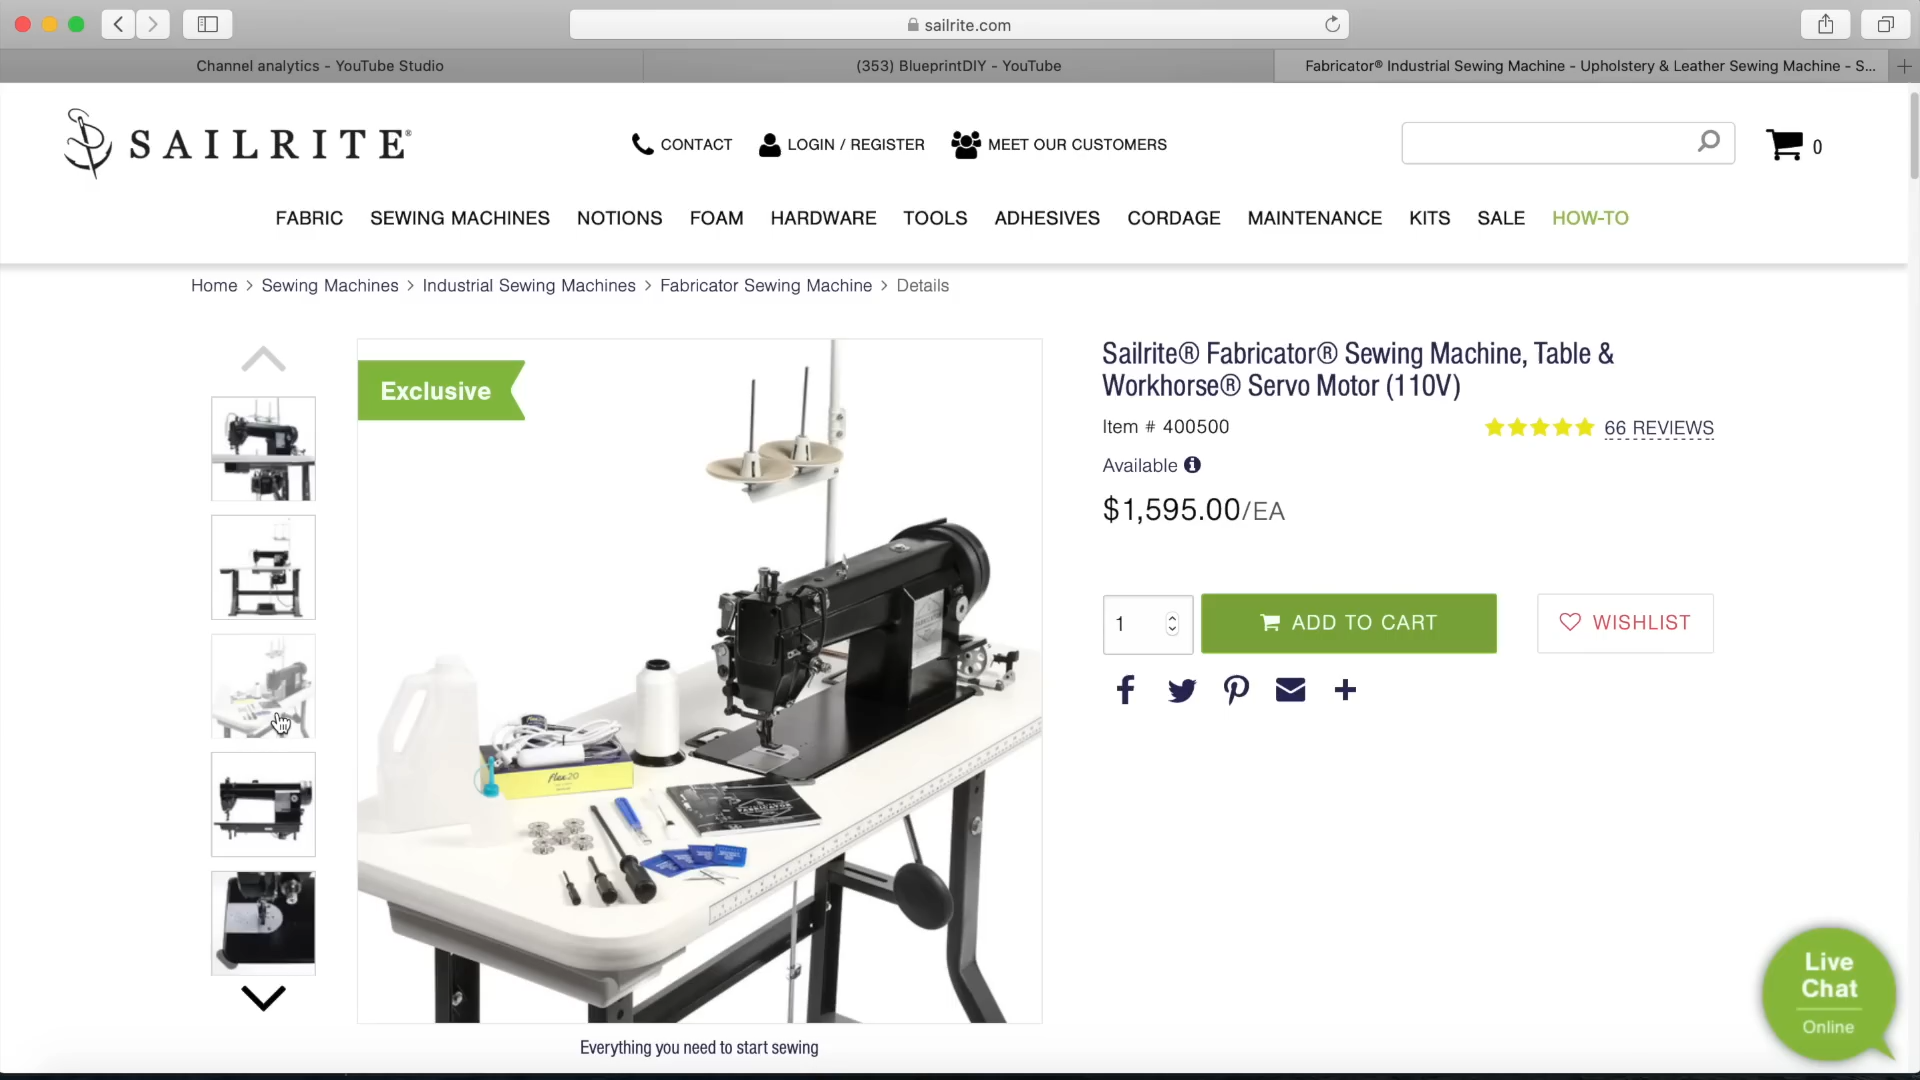 sailrite.com
Channel analytics - YouTube Studio
(353) BlueprintDIY - YouTube
Fabricator® Industrial Sewing Machine - Upholstery & Leather Sewing Machine - S...
SAILRITE®
CONTACT
LOGIN / REGISTER
MEET OUR CUSTOMERS
0
FABRIC
SEWING MACHINES
NOTIONS
FOAM
HARDWARE
TOOLS
ADHESIVES
CORDAGE
MAINTENANCE
KITS
SALE
HOW-TO
Home > Sewing Machines > Industrial Sewing Machines > Fabricator Sewing Machine > Details
Exclusive
flex20
Everything you need to start sewing
Sailrite® Fabricator® Sewing Machine, Table &
Workhorse® Servo Motor (110V)
Item # 400500
66 REVIEWS
Available
$1,595.00/EA
1
ADD TO CART
WISHLIST
Live
Chat
Online